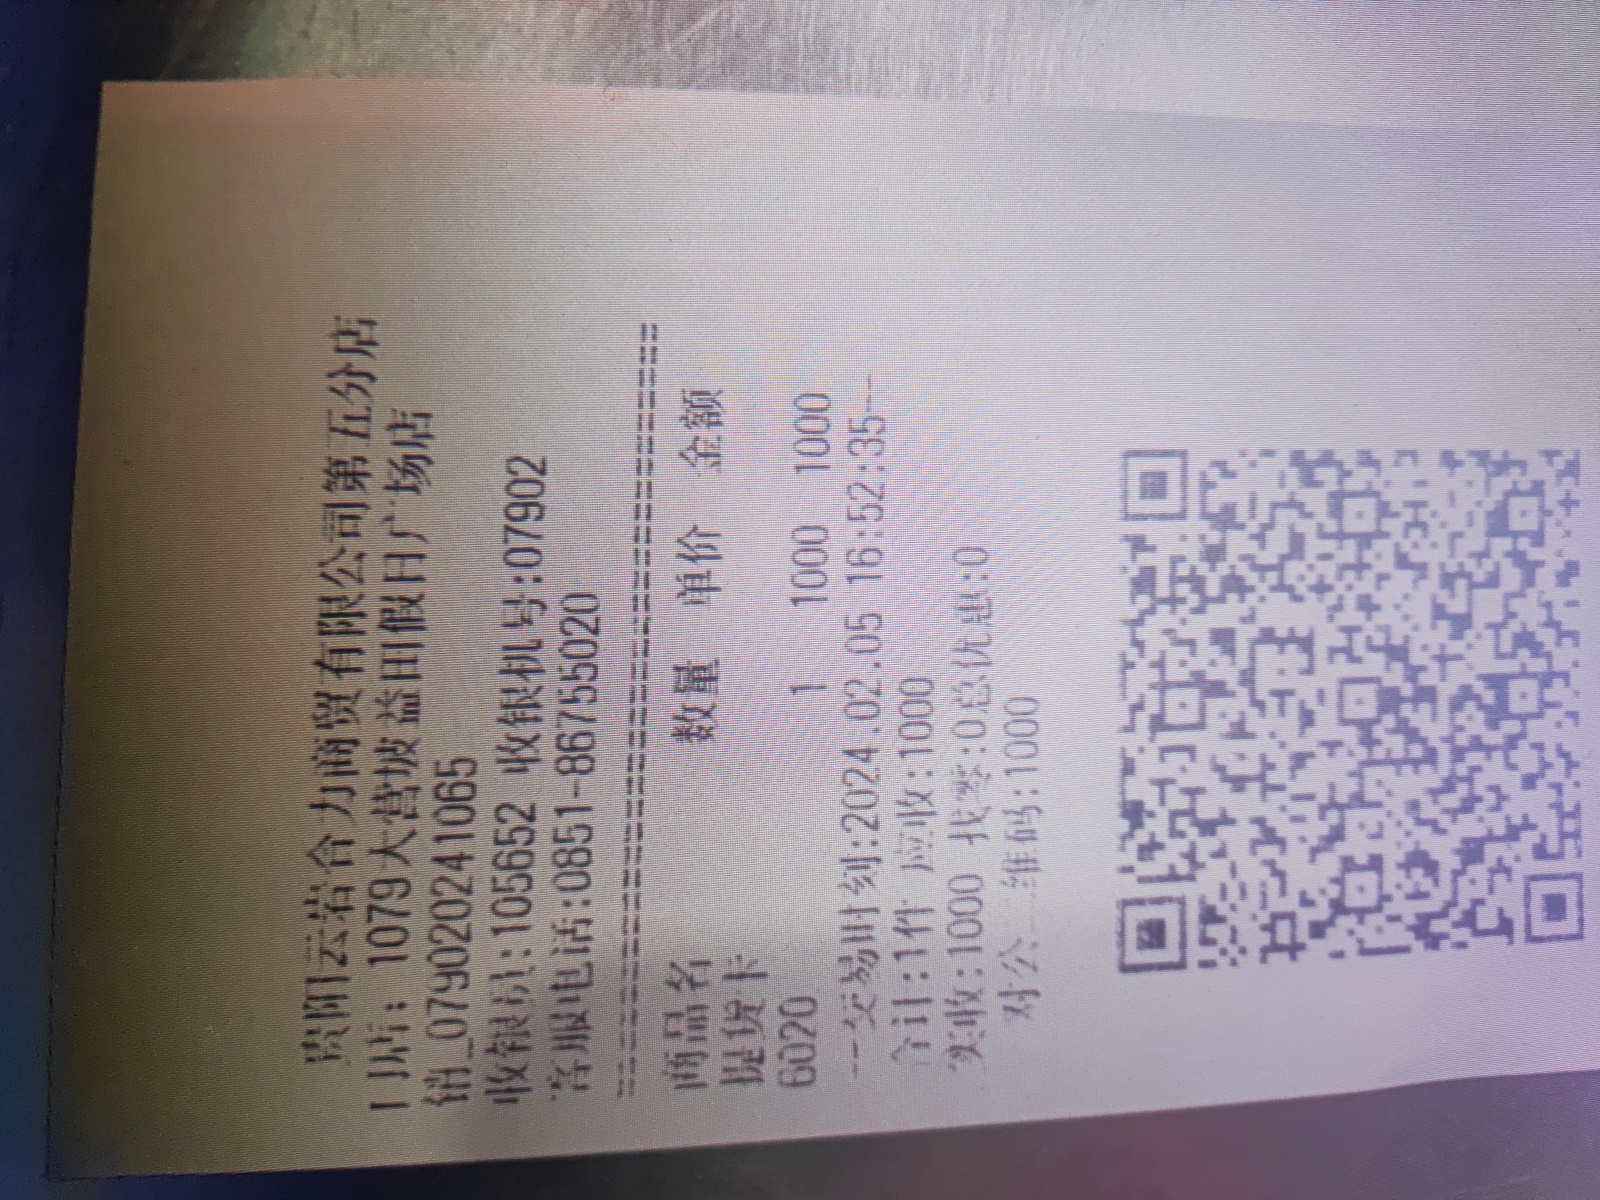 贵阳云岩合力商贸有限公司第五分店
门店: 1079大营坡益田假日广场店
销_079020241065
收银员:105652 收银机号:07902
客服电话:0851-86755020
========================================
商品名 数量 单价 金额
提货卡
6020 1 1000 1000
---交易时刻:2024.02.05 16:52:35---
合计:1件 应收:1000
实收:1000 找零:0总优惠:0
对公二维码:1000